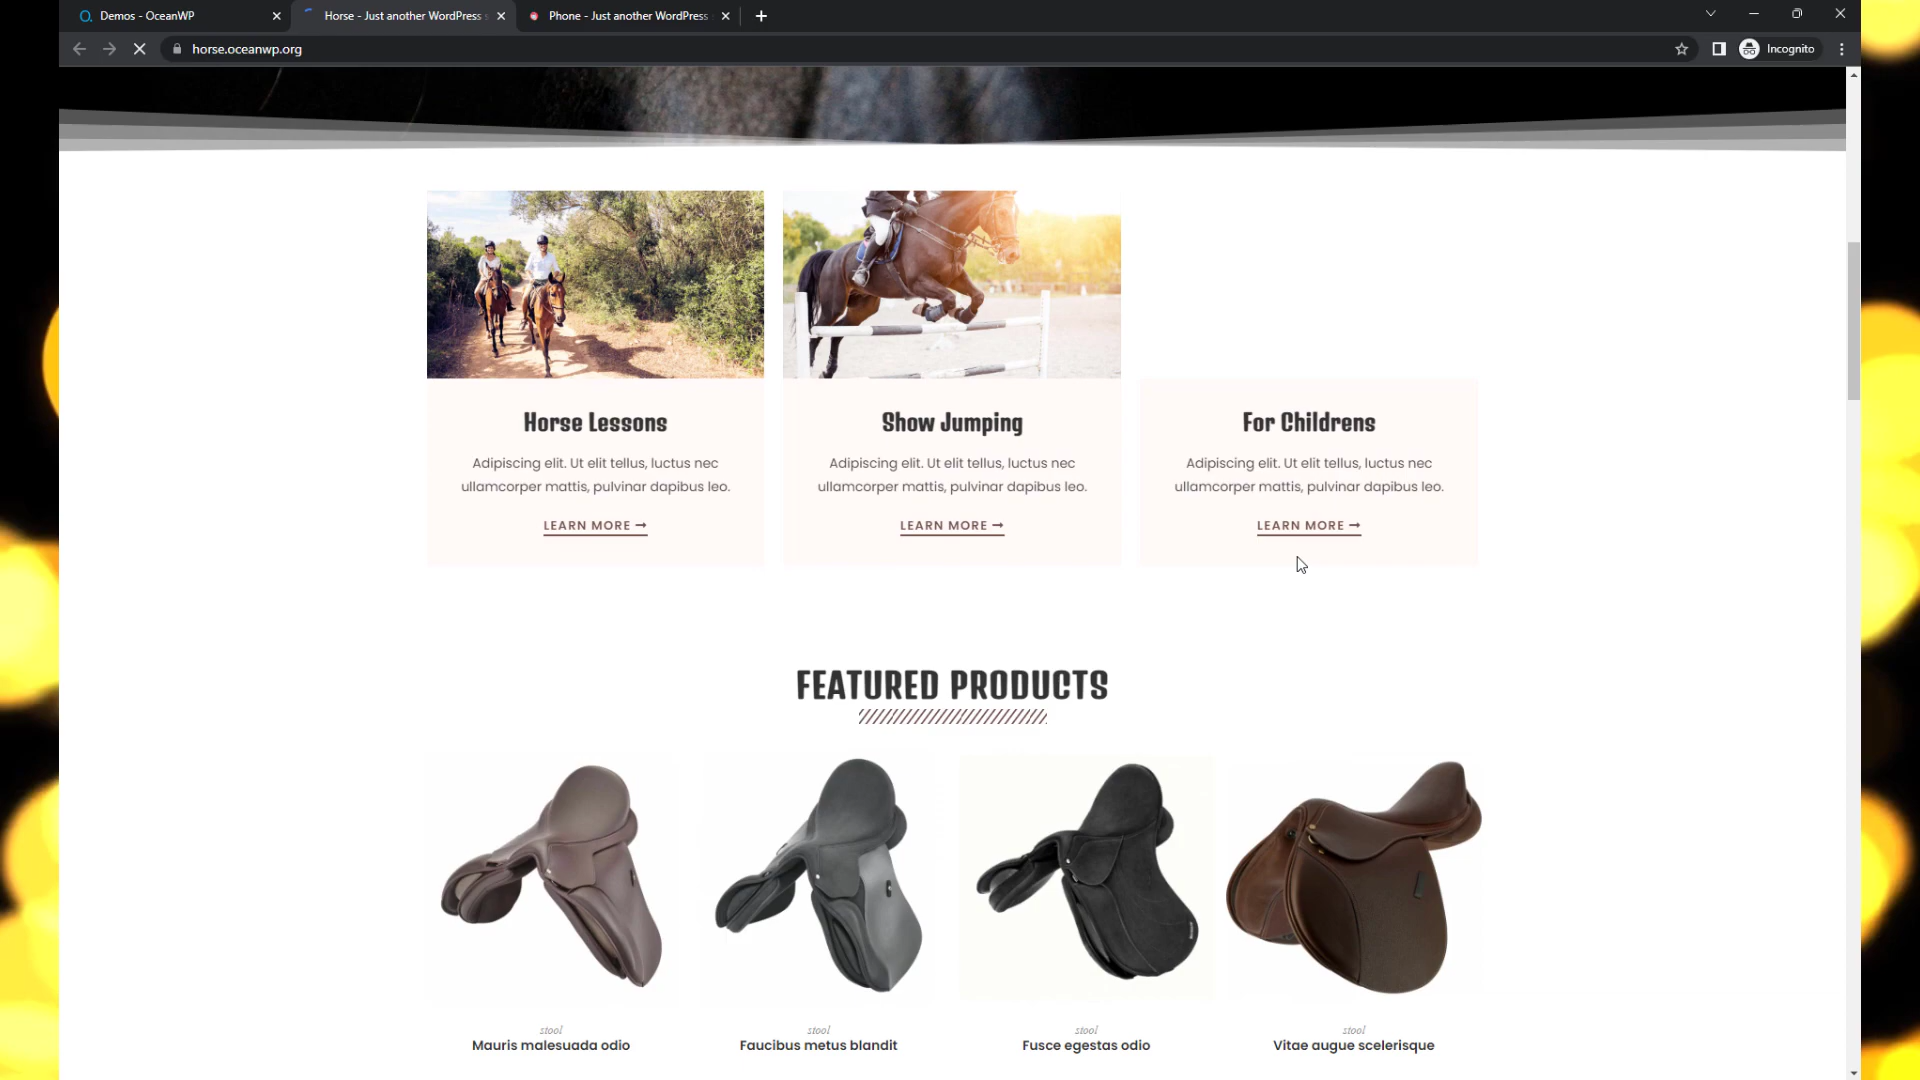 Demos - OceanWP
Horse - Just another WordPress
Phone - Just another WordPress
horse.oceanwp.org
Incognito
Horse Lessons
Adipiscing elit. Ut elit tellus, luctus nec
ullamcorper mattis, pulvinar dapibus leo.
LEARN MORE
Show Jumping
Adipiscing elit. Ut elit tellus, luctus nec
ullamcorper mattis, pulvinar dapibus leo.
LEARN MORE
For Childrens
Adipiscing elit. Ut elit tellus, luctus nec
ullamcorper mattis, pulvinar dapibus leo.
LEARN MORE
FEATURED PRODUCTS
stool
Mauris malesuada odio
stool
Faucibus metus blandit
stool
Fusce egestas odio
stool
Vitae augue scelerisque